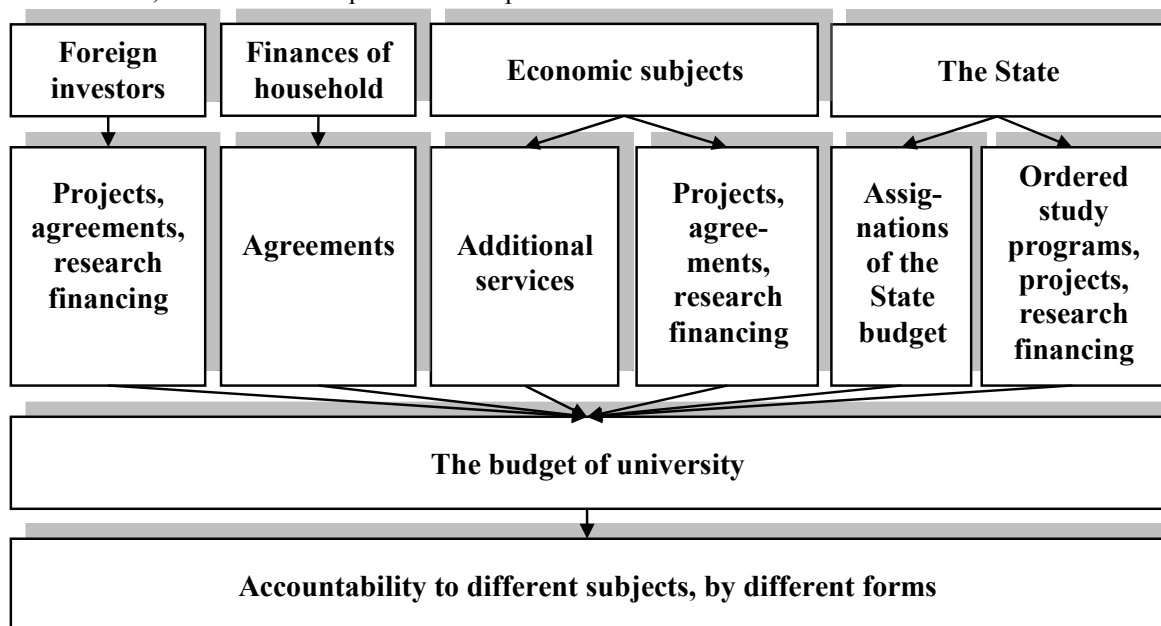 Foreign
investors
Finances of
household
Economic subjects
The State
Projects,
agreements,
research
financing
Agreements
Additional
services
Projects,
agree-
ments,
research
financing
Assig-
nations
of the
State
budget
Ordered
study
programs,
projects,
research
financing
The budget of university
Accountability to different subjects, by different forms